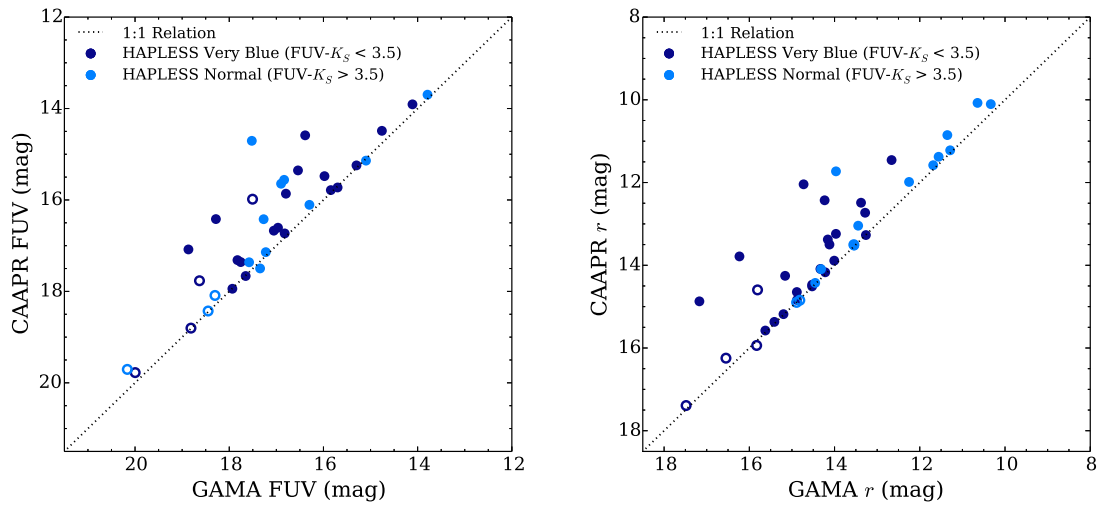 12
14
16
18
20
CAAPR FUV (mag)
1:1 Relation
HAPLESS Very Blue (FUV-K_S < 3.5)
HAPLESS Normal (FUV-K_S > 3.5)
20
18
16
14
12
GAMA FUV (mag)
8
10
12
14
16
18
CAAPR r (mag)
1:1 Relation
HAPLESS Very Blue (FUV-K_S < 3.5)
HAPLESS Normal (FUV-K_S > 3.5)
18
16
14
12
10
8
GAMA r (mag)